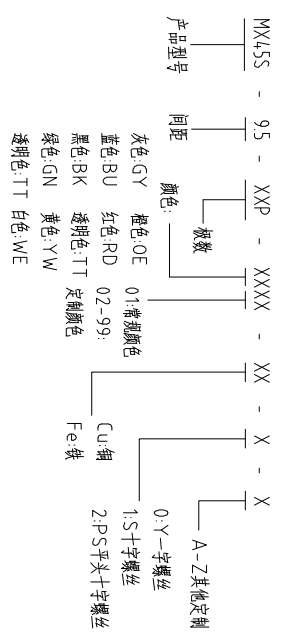 MX45S - 9.5 - XXP - XXXX - XX - X - X
产品型号
间距
极数
颜色:
灰色:GY 橙色:OE
蓝色:BU 红色:RD
黑色:BK 透明色:TT
绿色:GN 黄色:YW
透明色:TT 白色:WE
01:常规颜色
02-99:
定制颜色
Cu:铜
Fe:铁
0:Y一字螺丝
1:S十字螺丝
2:PS平头十字螺丝
A-Z其他定制